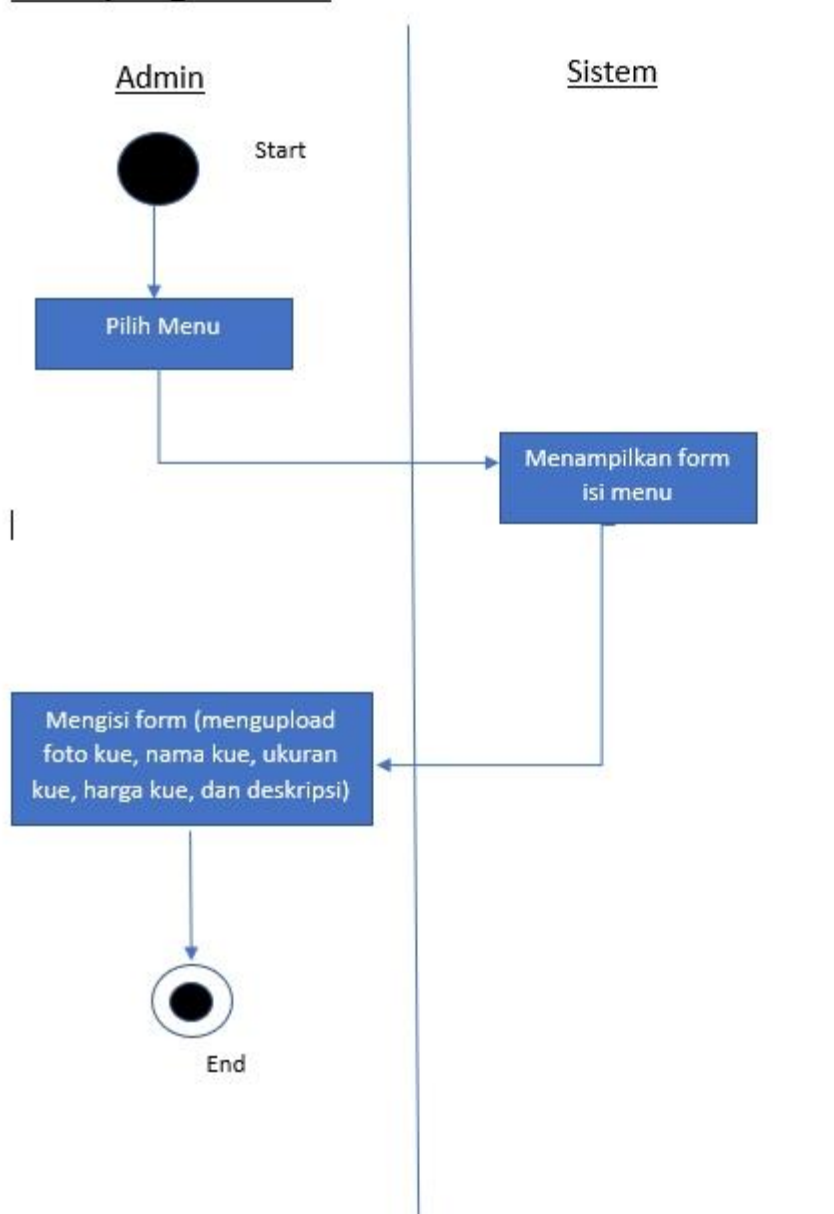 Admin
Sistem
Start
Pilih Menu
Menampilkan form
isi menu
Mengisi form (mengupload
foto kue, nama kue, ukuran
kue, harga kue, dan deskripsi)
End